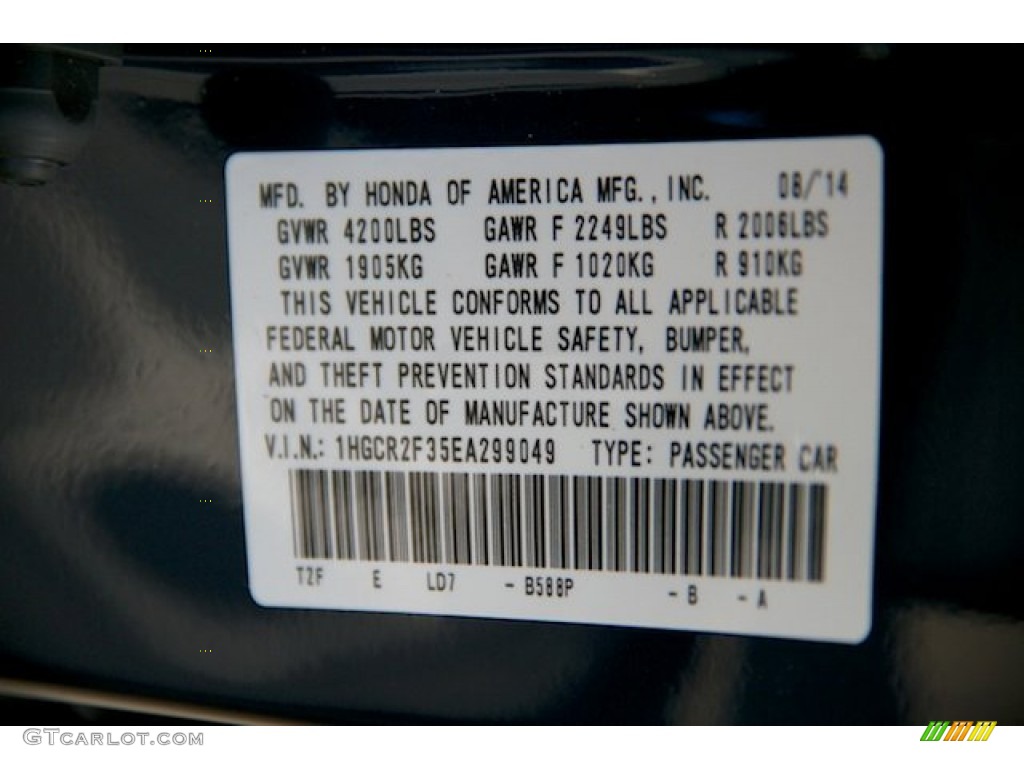 MFD. BY HONDA OF AMERICA MFG., INC. 08/14
GVWR 4200LBS GAWR F 2249LBS R 2006LBS
GVWR 1905KG GAWR F 1020KG R 910KG
THIS VEHICLE CONFORMS TO ALL APPLICABLE
FEDERAL MOTOR VEHICLE SAFETY, BUMPER,
AND THEFT PREVENTION STANDARDS IN EFFECT
ON THE DATE OF MANUFACTURE SHOWN ABOVE.
V.I.N.: 1HGCR2F35EA299049 TYPE: PASSENGER CAR
T2F E LD7 - B588P - B - A
GTCARLOT.COM